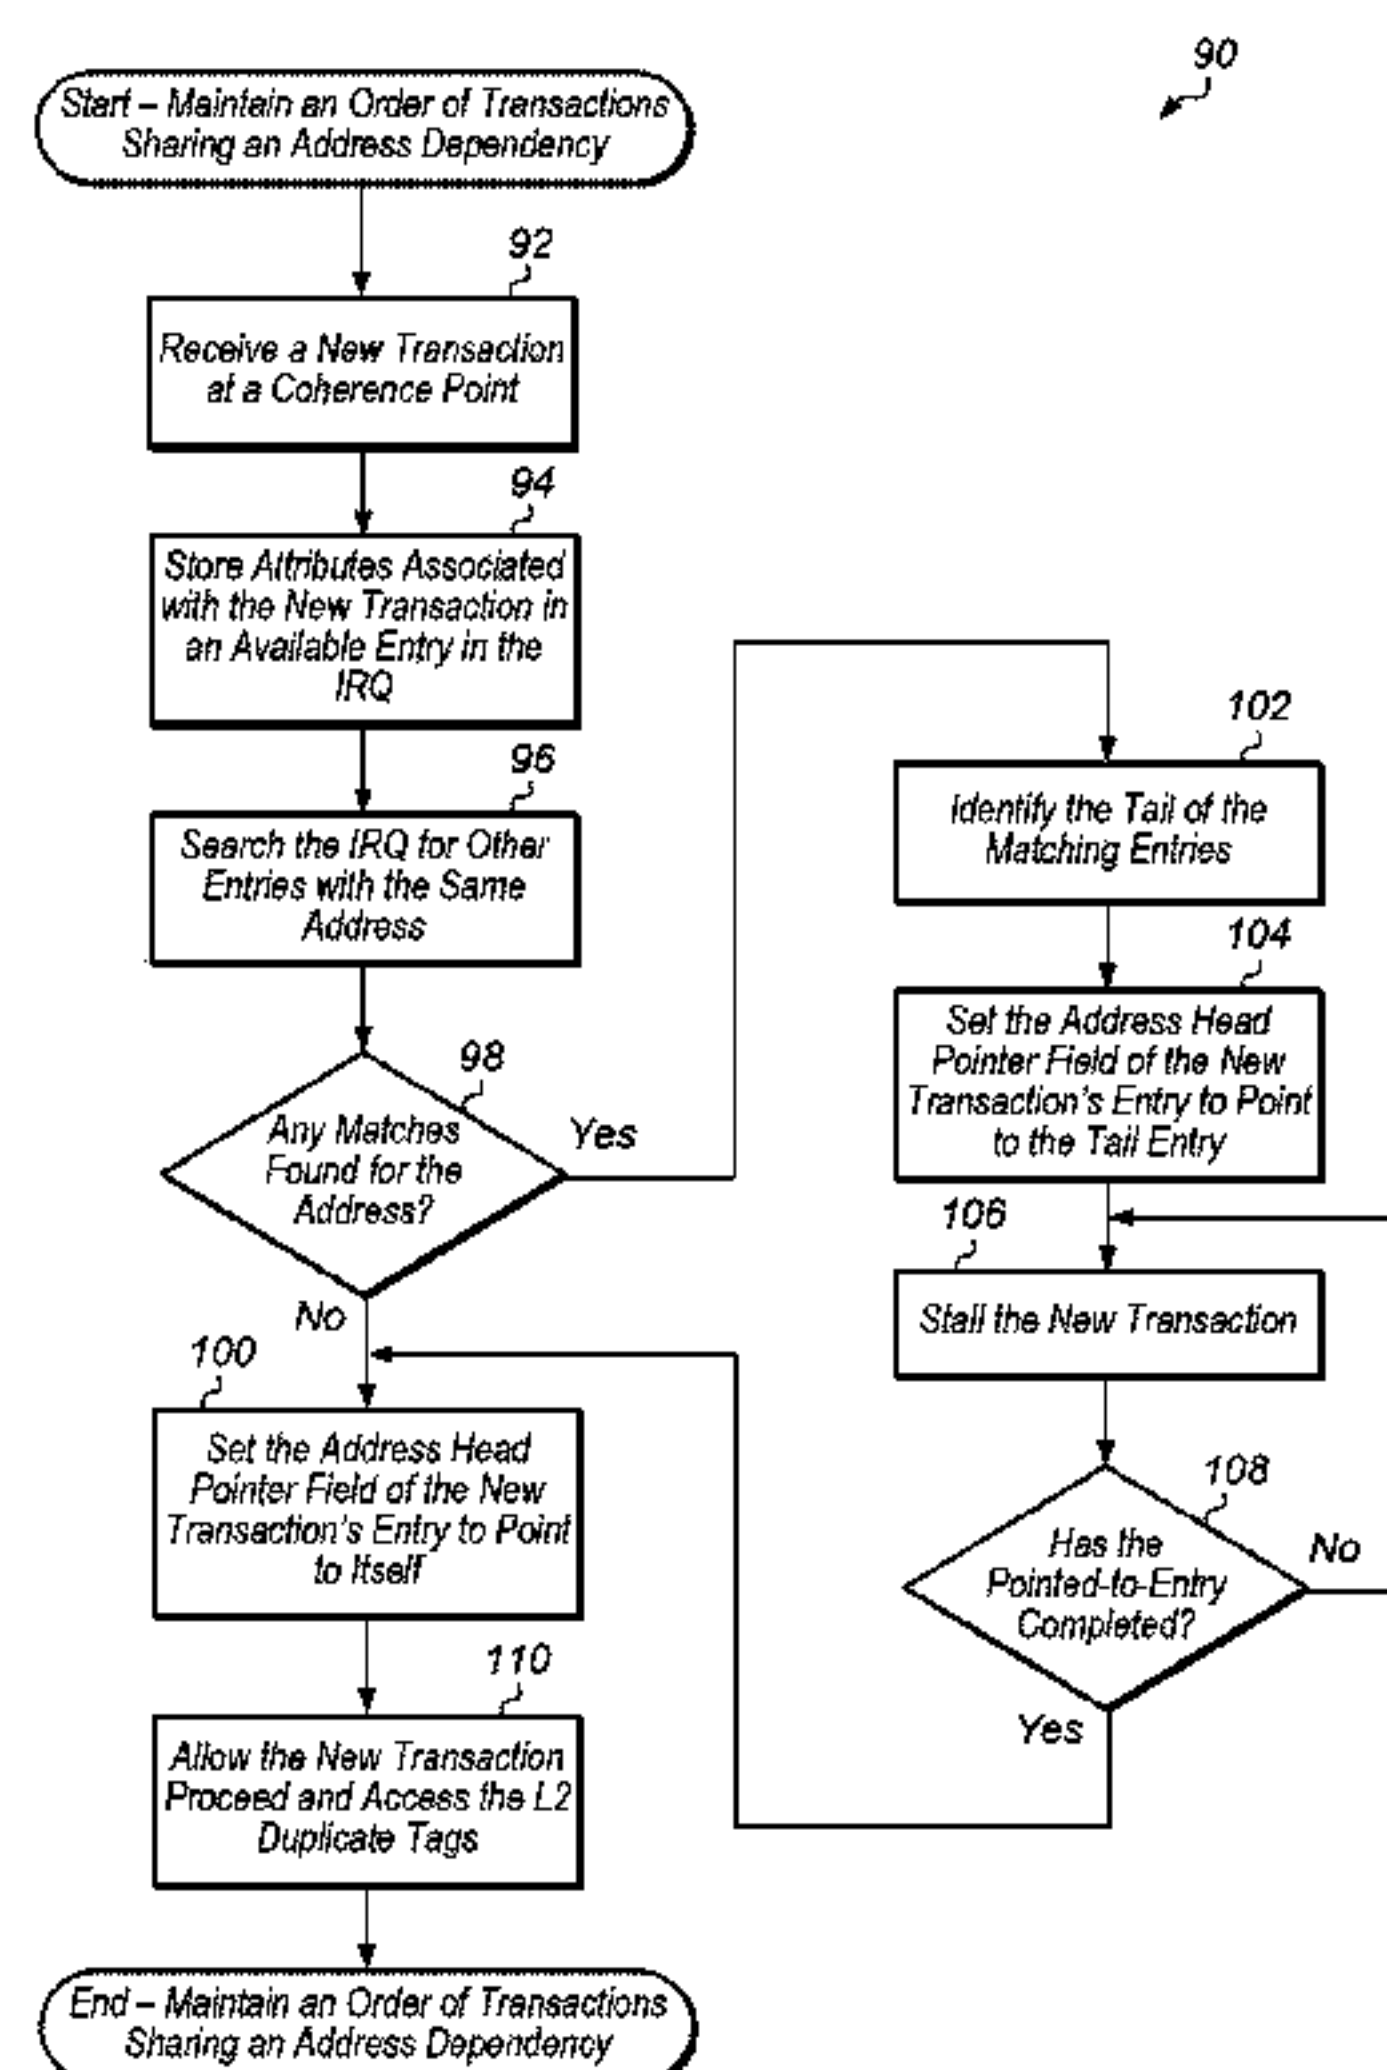 90
Start – Maintain an Order of Transactions
Sharing an Address Dependency
92
Receive a New Transaction
at a Coherence Point
94
Store Attributes Associated
with the New Transaction in
an Available Entry in the
IRQ
96
Search the IRQ for Other
Entries with the Same
Address
98
Any Matches
Found for the
Address?
Yes
No
102
Identify the Tail of the
Matching Entries
104
Set the Address Head
Pointer Field of the New
Transaction's Entry to Point
to the Tail Entry
106
Stall the New Transaction
108
Has the
Pointed-to-Entry
Completed?
No
Yes
100
Set the Address Head
Pointer Field of the New
Transaction's Entry to Point
to Itself
110
Allow the New Transaction
Proceed and Access the L2
Duplicate Tags
End – Maintain an Order of Transactions
Sharing an Address Dependency